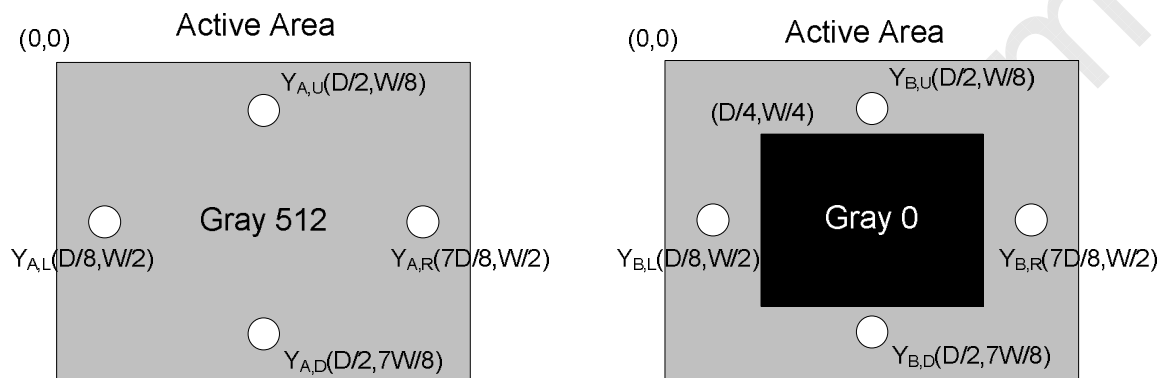 Active Area
(0,0)
Y_A,U(D/2,W/8)
Gray 512
Y_A,L(D/8,W/2)
Y_A,R(7D/8,W/2)
Y_A,D(D/2,7W/8)
Active Area
(0,0)
Y_B,U(D/2,W/8)
(D/4,W/4)
Gray 0
Y_B,L(D/8,W/2)
Y_B,R(7D/8,W/2)
Y_B,D(D/2,7W/8)